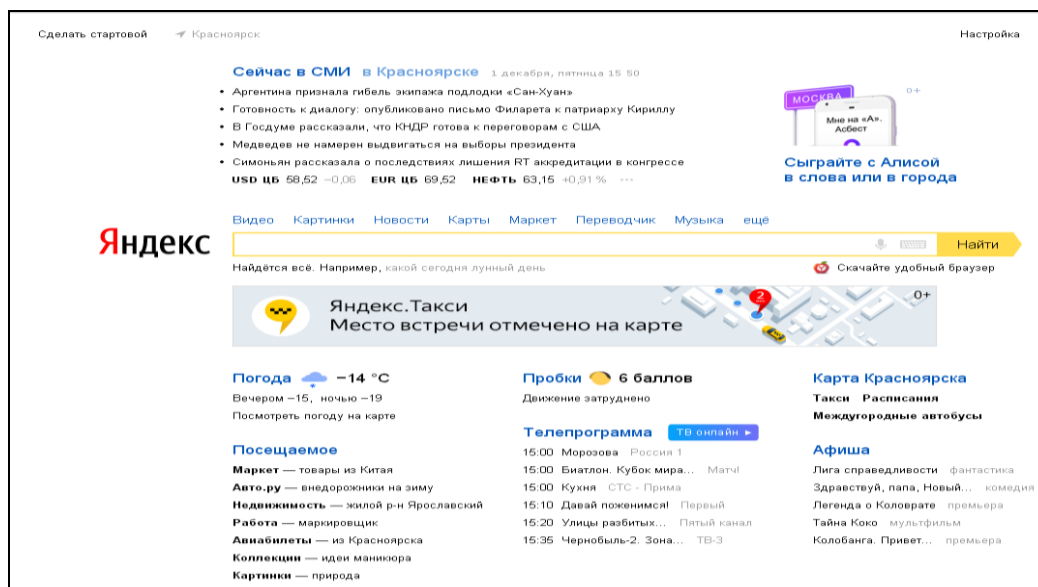 Сделать стартовой Красноярск Настройка
Сейчас в СМИ в Красноярске 1 декабря, пятница 15 50
• Аргентина признала гибель экипажа подлодки «Сан-Хуан»
• Готовность к диалогу: опубликовано письмо Филарета к патриарху Кириллу
• В Госдуме рассказали, что КНДР готова к переговорам с США
• Медведев не намерен выдвигаться на выборы президента
• Симоньян рассказала о последствиях лишения RT аккредитации в конгрессе
USD ЦБ 58,52 −0,06 EUR ЦБ 69,52 НЕФТЬ 63,15 +0,91 % ···
МОСКВА
0+
Мне на «А».
Асбест
Сыграйте с Алисой
в слова или в города
Видео Картинки Новости Карты Маркет Переводчик Музыка ещё
Яндекс
Найти
Найдётся всё. Например, какой сегодня лунный день
Скачайте удобный браузер
Яндекс.Такси
Место встречи отмечено на карте
2
0+
Погода −14 °C
Вечером −15, ночью −19
Посмотреть погоду на карте
Пробки 6 баллов
Движение затруднено
Карта Красноярска
Такси Расписания
Междугородные автобусы
Посещаемое
Маркет — товары из Китая
Авто.ру — внедорожники на зиму
Недвижимость — жилой р-н Ярославский
Работа — маркировщик
Авиабилеты — из Красноярска
Коллекции — идеи маникюра
Картинки — природа
Телепрограмма ТВ онлайн ▸
15:00 Морозова Россия 1
15:00 Биатлон. Кубок мира... Матч!
15:00 Кухня СТС - Прима
15:10 Давай поженимся! Первый
15:20 Улицы разбитых... Пятый канал
15:35 Чернобыль-2. Зона... ТВ-3
Афиша
Лига справедливости фантастика
Здравствуй, папа, Новый... комедия
Легенда о Коловрате премьера
Тайна Коко мультфильм
Колобанга. Привет... премьера